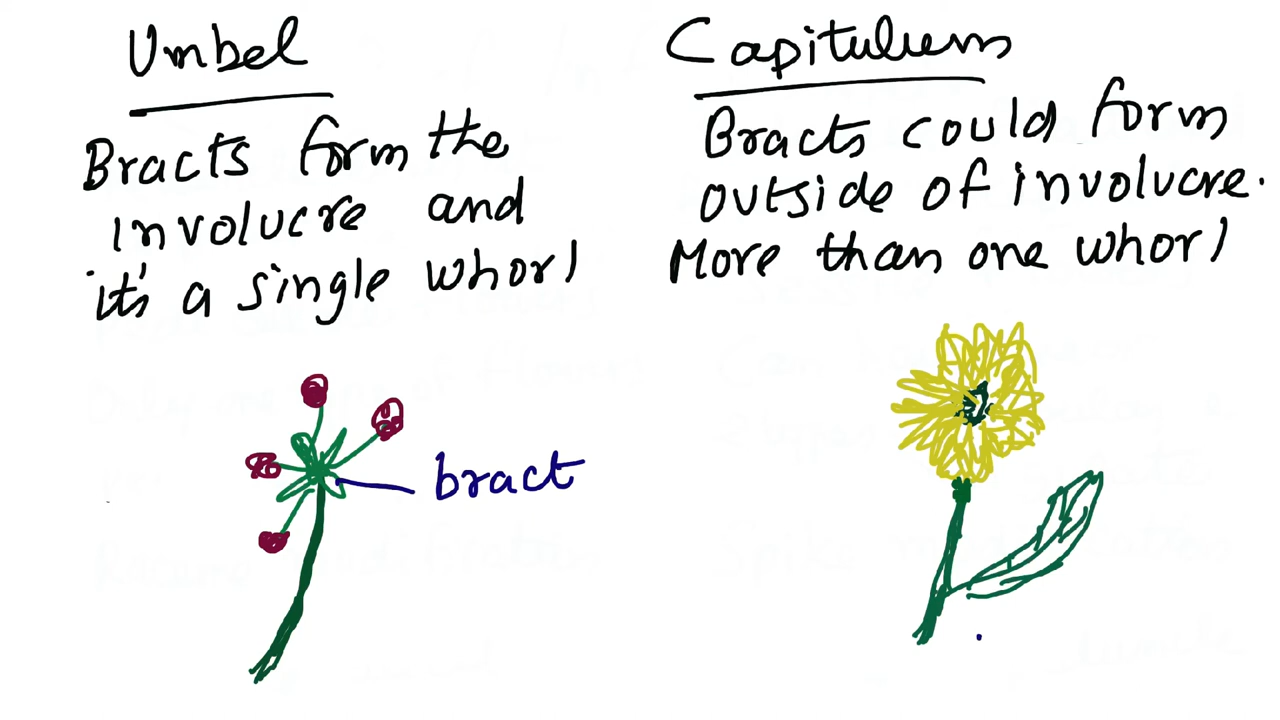 Umbel
Bracts form the
involucre and
it's a single whorl
bract
Capitulum
Bracts could form
outside of involucre.
More than one whorl